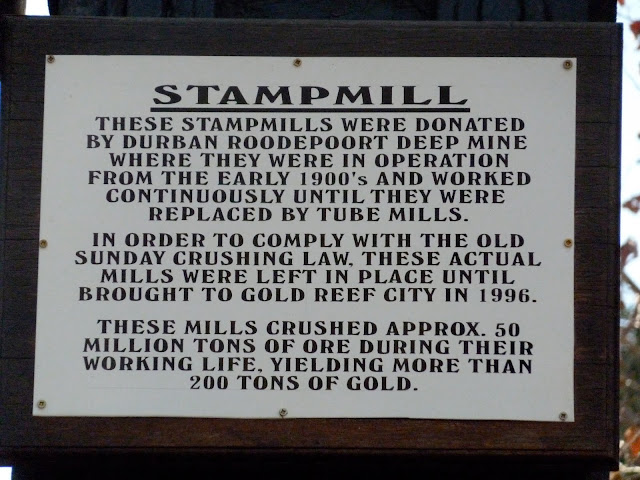 STAMPMILL
THESE STAMPMILLS WERE DONATED
BY DURBAN ROODEPOORT DEEP MINE
WHERE THEY WERE IN OPERATION
FROM THE EARLY 1900's AND WORKED
CONTINUOUSLY UNTIL THEY WERE
REPLACED BY TUBE MILLS.
IN ORDER TO COMPLY WITH THE OLD
SUNDAY CRUSHING LAW, THESE ACTUAL
MILLS WERE LEFT IN PLACE UNTIL
BROUGHT TO GOLD REEF CITY IN 1996.
THESE MILLS CRUSHED APPROX. 50
MILLION TONS OF ORE DURING THEIR
WORKING LIFE, YIELDING MORE THAN
200 TONS OF GOLD.